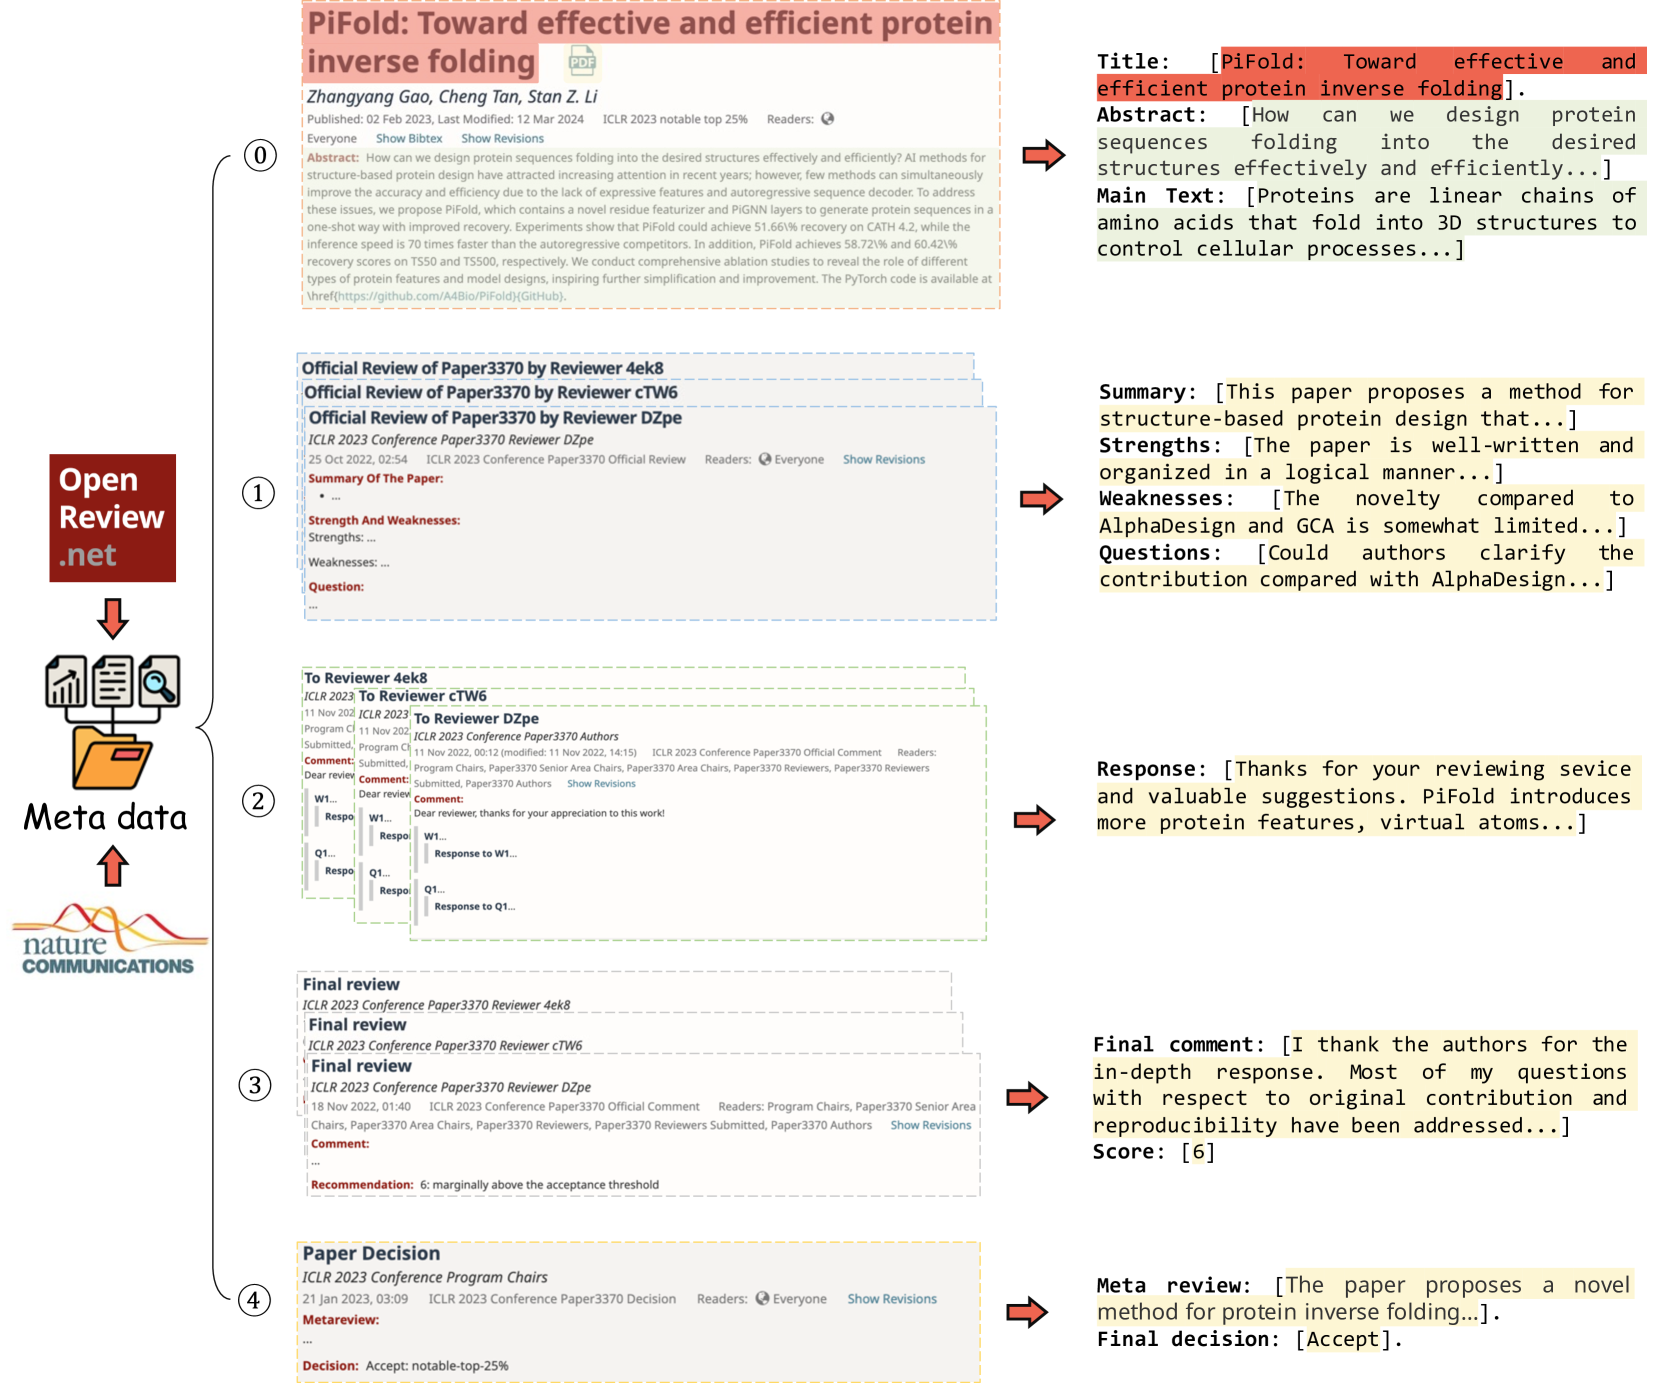 Open
Review
.net
Meta data
nature
COMMUNICATIONS
⓪
PiFold: Toward effective and efficient protein
inverse folding
PDF
Zhangyang Gao, Cheng Tan, Stan Z. Li
Published: 02 Feb 2023, Last Modified: 12 Mar 2024 ICLR 2023 notable top 25% Readers:
Everyone Show Bibtex Show Revisions
Abstract: How can we design protein sequences folding into the desired structures effectively and efficiently? AI methods for
structure-based protein design have attracted increasing attention in recent years; however, few methods can simultaneously
improve the accuracy and efficiency due to the lack of expressive features and autoregressive sequence decoder. To address
these issues, we propose PiFold, which contains a novel residue featurizer and PiGNN layers to generate protein sequences in a
one-shot way with improved recovery. Experiments show that PiFold could achieve 51.66\% recovery on CATH 4.2, while the
inference speed is 70 times faster than the autoregressive competitors. In addition, PiFold achieves 58.72\% and 60.42\%
recovery scores on TS50 and TS500, respectively. We conduct comprehensive ablation studies to reveal the role of different
types of protein features and model designs, inspiring further simplification and improvement. The PyTorch code is available at
\href{https://github.com/A4Bio/PiFold}{GitHub}.
Title: [PiFold: Toward effective and
efficient protein inverse folding].
Abstract: [How can we design protein
sequences folding into the desired
structures effectively and efficiently...]
Main Text: [Proteins are linear chains of
amino acids that fold into 3D structures to
control cellular processes...]
①
Official Review of Paper3370 by Reviewer 4ek8
Official Review of Paper3370 by Reviewer cTW6
Official Review of Paper3370 by Reviewer DZpe
ICLR 2023 Conference Paper3370 Reviewer DZpe
25 Oct 2022, 02:54 ICLR 2023 Conference Paper3370 Official Review Readers: Everyone Show Revisions
Summary Of The Paper:
• ...
Strength And Weaknesses:
Strengths: ...
Weaknesses: ...
Question:
...
Summary: [This paper proposes a method for
structure-based protein design that...]
Strengths: [The paper is well-written and
organized in a logical manner...]
Weaknesses: [The novelty compared to
AlphaDesign and GCA is somewhat limited...]
Questions: [Could authors clarify the
contribution compared with AlphaDesign...]
②
To Reviewer 4ek8
ICLR 2023
11 Nov 202
Program Cl
Submitted,
Comment:
Dear review
W1...
Respo
Q1...
Respo
To Reviewer cTW6
ICLR 2023
11 Nov 202
Program Ch
Submitted,
Comment:
Dear review
W1...
Respo
Q1...
Respo
To Reviewer DZpe
ICLR 2023 Conference Paper3370 Authors
11 Nov 2022, 00:12 (modified: 11 Nov 2022, 14:15) ICLR 2023 Conference Paper3370 Official Comment Readers:
Program Chairs, Paper3370 Senior Area Chairs, Paper3370 Area Chairs, Paper3370 Reviewers, Paper3370 Reviewers
Submitted, Paper3370 Authors Show Revisions
Comment:
Dear reviewer, thanks for your appreciation to this work!
W1...
Response to W1...
Q1...
Response to Q1...
Response: [Thanks for your reviewing sevice
and valuable suggestions. PiFold introduces
more protein features, virtual atoms...]
③
Final review
ICLR 2023 Conference Paper3370 Reviewer 4ek8
Final review
ICLR 2023 Conference Paper3370 Reviewer cTW6
Final review
ICLR 2023 Conference Paper3370 Reviewer DZpe
18 Nov 2022, 01:40 ICLR 2023 Conference Paper3370 Official Comment Readers: Program Chairs, Paper3370 Senior Area
Chairs, Paper3370 Area Chairs, Paper3370 Reviewers, Paper3370 Reviewers Submitted, Paper3370 Authors Show Revisions
Comment:
...
Recommendation: 6: marginally above the acceptance threshold
Final comment: [I thank the authors for the
in-depth response. Most of my questions
with respect to original contribution and
reproducibility have been addressed...]
Score: [6]
④
Paper Decision
ICLR 2023 Conference Program Chairs
21 Jan 2023, 03:09 ICLR 2023 Conference Paper3370 Decision Readers: Everyone Show Revisions
Metareview:
...
Decision: Accept: notable-top-25%
Meta review: [The paper proposes a novel
method for protein inverse folding...].
Final decision: [Accept].